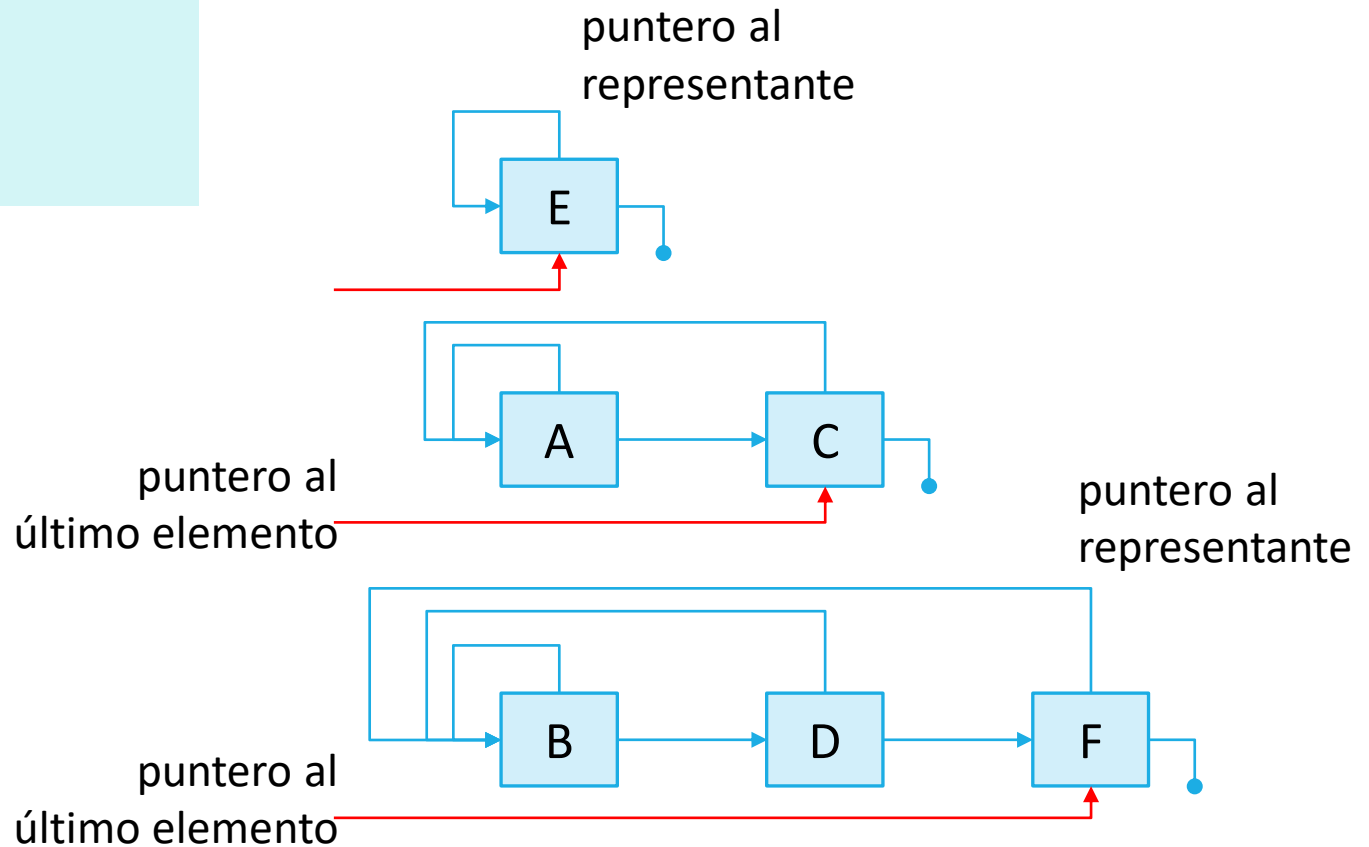 puntero al
representante
E
A
C
puntero al
último elemento
puntero al
representante
B
D
F
puntero al
último elemento